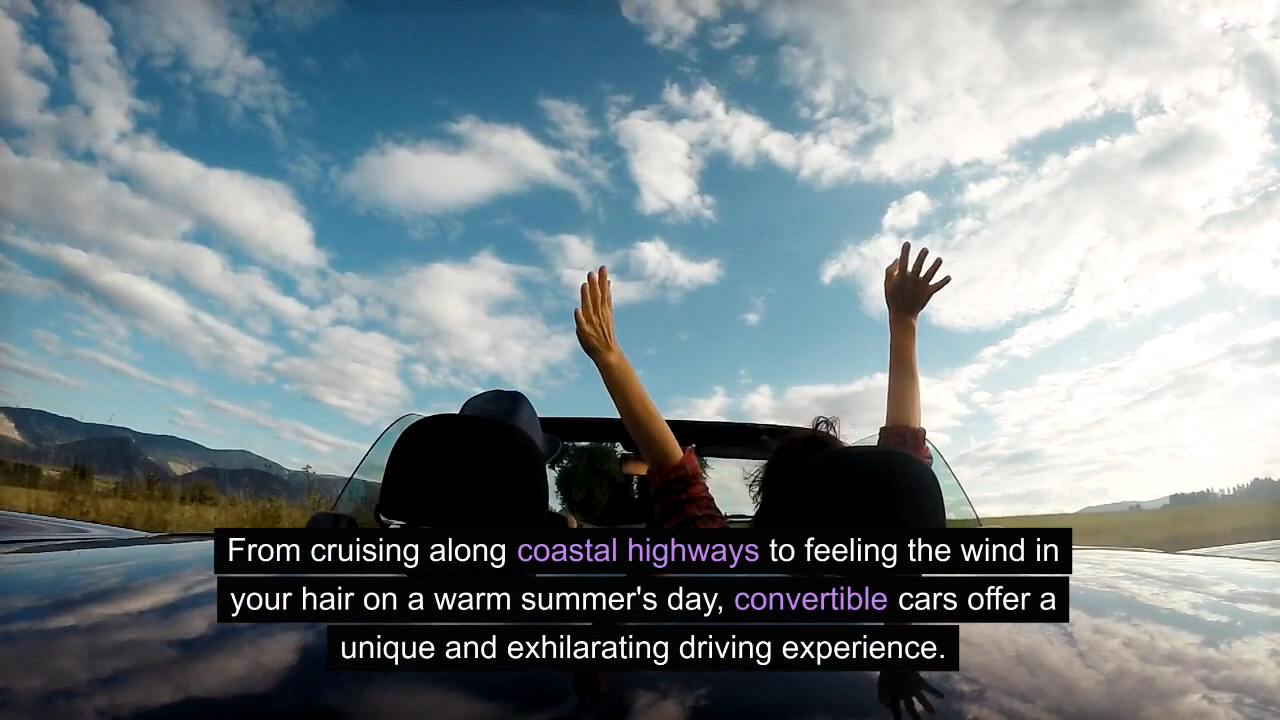 From cruising along coastal highways to feeling the wind in
your hair on a warm summer's day, convertible cars offer a
unique and exhilarating driving experience.